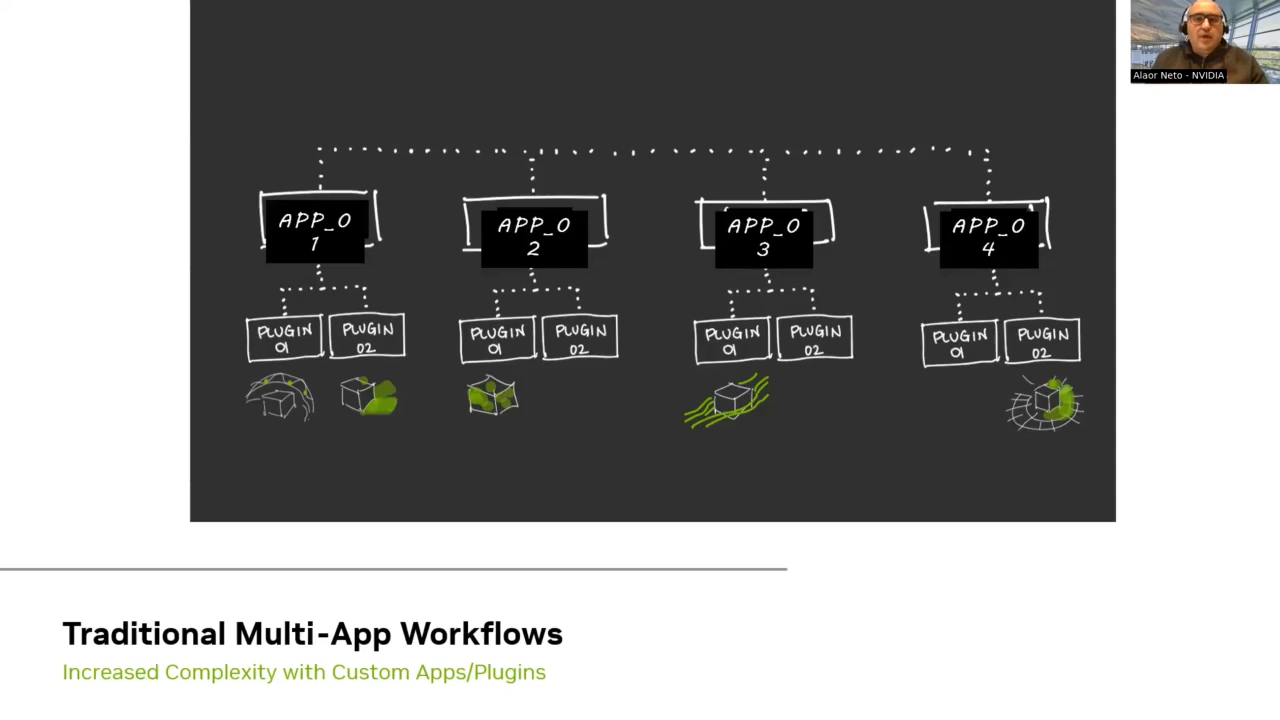 Alaor Neto - NVIDIA
APP_0
1
APP_0
2
APP_0
3
APP_0
4
PLUGIN
01
PLUGIN
02
PLUGIN
01
PLUGIN
02
PLUGIN
01
PLUGIN
02
PLUGIN
01
PLUGIN
02
Traditional Multi-App Workflows
Increased Complexity with Custom Apps/Plugins